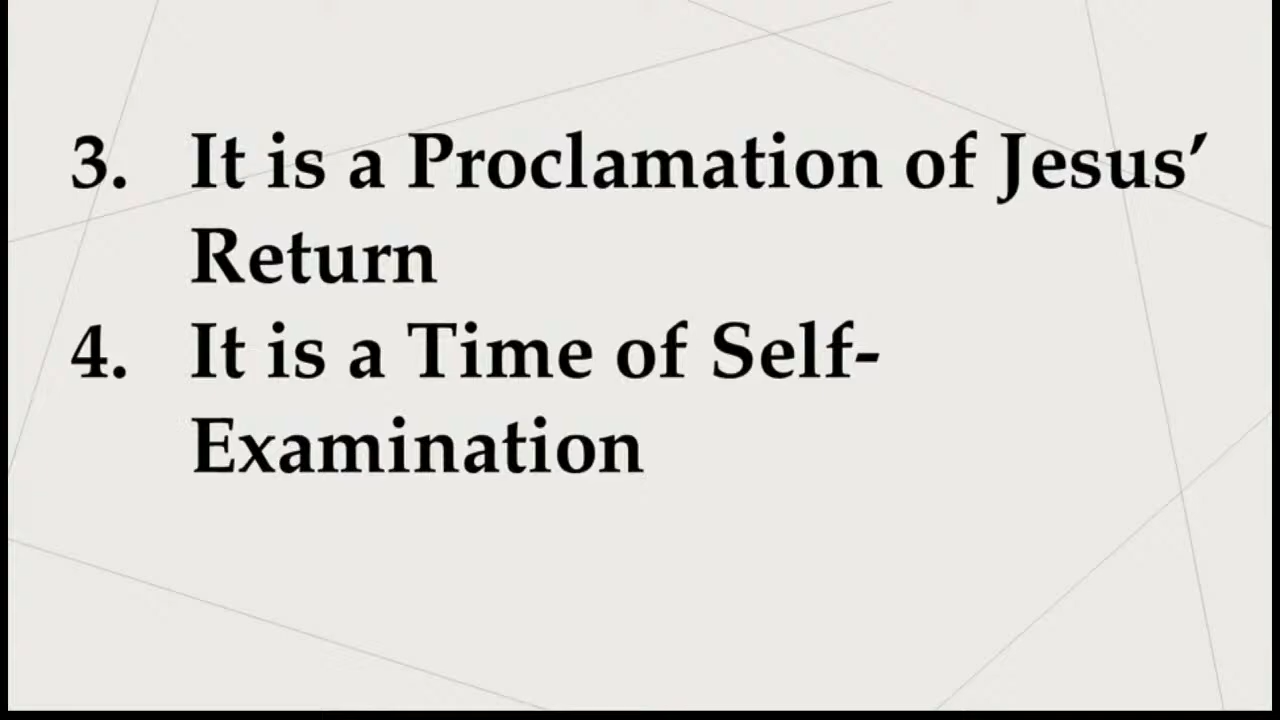 3. It is a Proclamation of Jesus’
Return
4. It is a Time of Self-
Examination